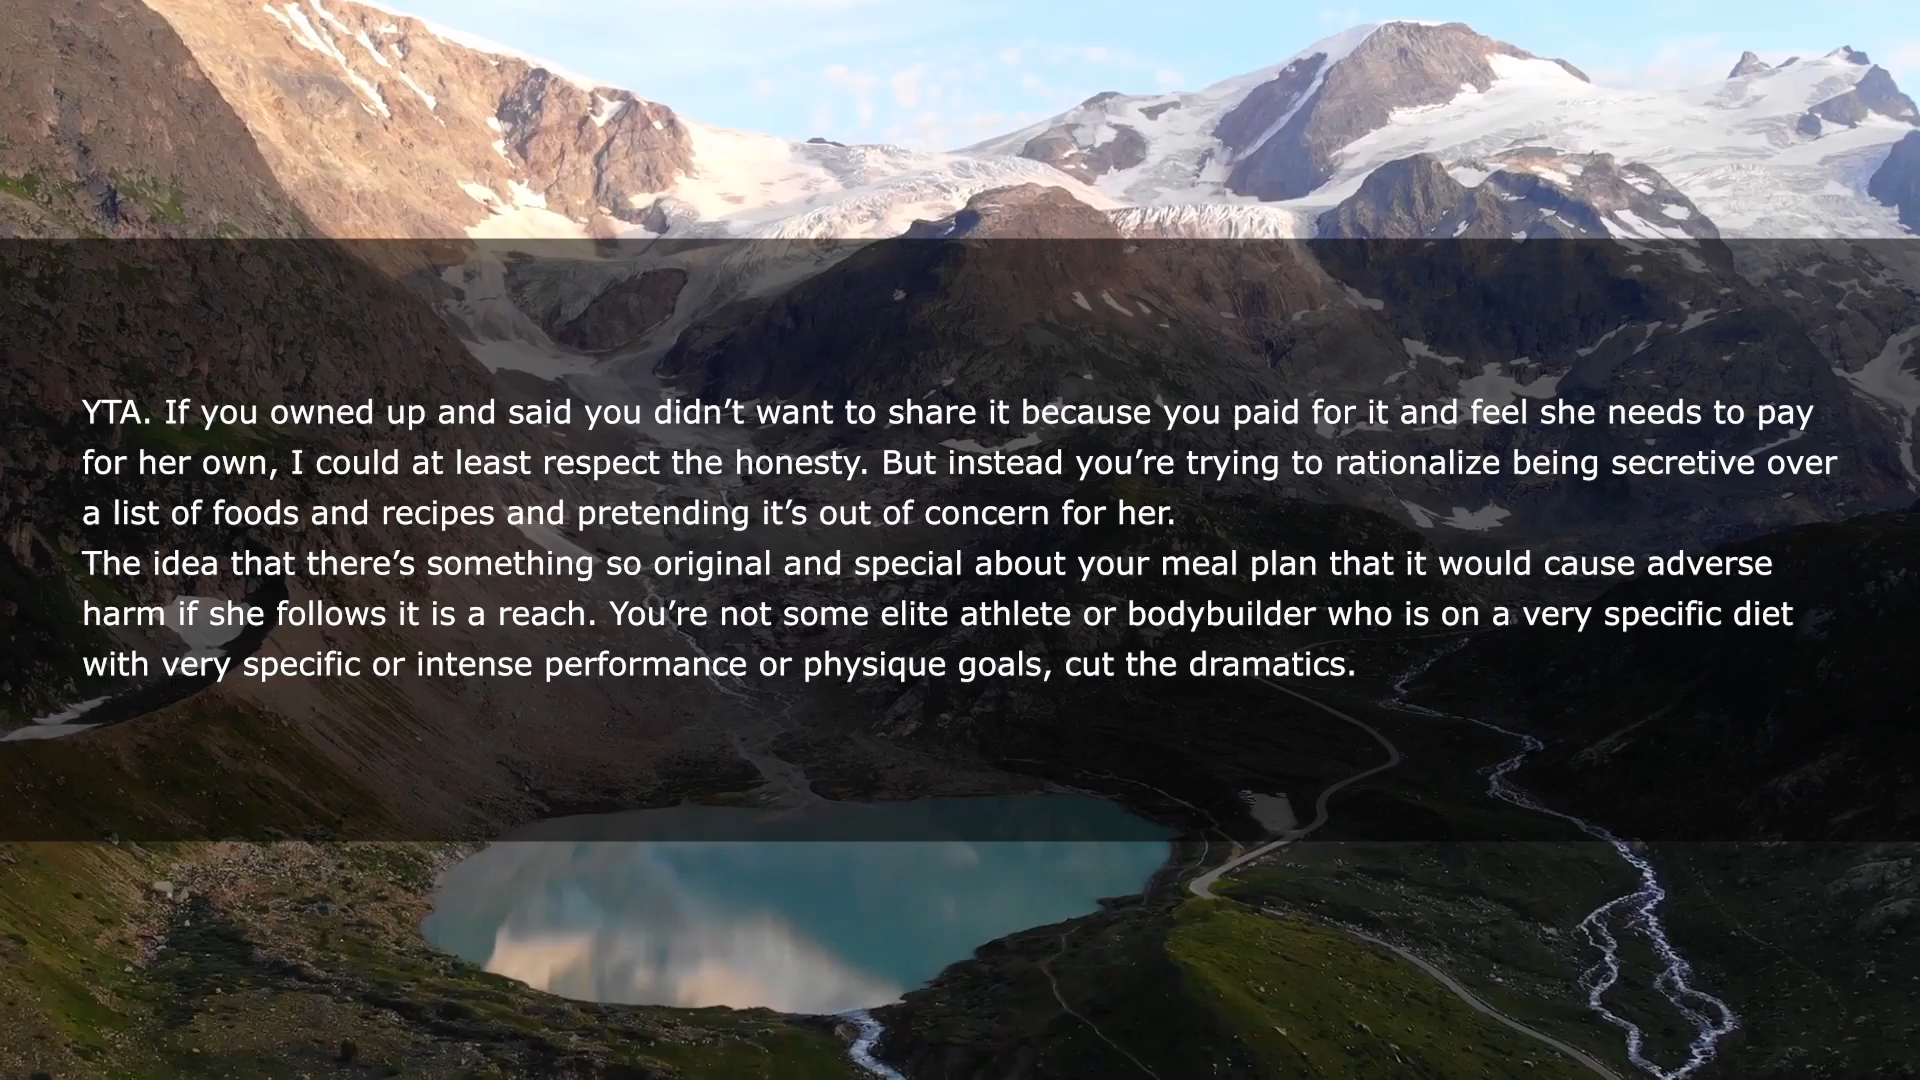 YTA. If you owned up and said you didn’t want to share it because you paid for it and feel she needs to pay
for her own, I could at least respect the honesty. But instead you’re trying to rationalize being secretive over
a list of foods and recipes and pretending it’s out of concern for her.
The idea that there’s something so original and special about your meal plan that it would cause adverse
harm if she follows it is a reach. You’re not some elite athlete or bodybuilder who is on a very specific diet
with very specific or intense performance or physique goals, cut the dramatics.